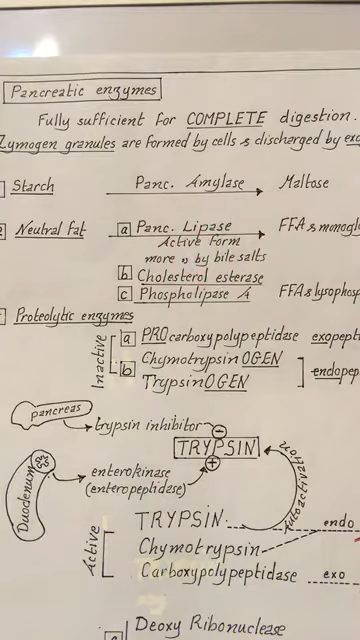 Pancreatic enzymes
Fully sufficient for COMPLETE digestion.
Zymogen granules are formed by cells & discharged by exo
Starch Panc. Amylase Maltose
Neutral fat a Panc. Lipase FFA & monogl
Active form
more by bile salts
b Cholesterol esterase
c Phospholipase A FFA & lysophosp
Proteolytic enzymes
Inactive
a PROcarboxypolypeptidase exopepti
b ChymotrypsinOGEN
TrypsinOGEN
endopep
pancreas
trypsin inhibitor −
TRYPSIN
+
Duodenum
enterokinase
(enteropeptidase)
Autoactivation
Active
TRYPSIN endo
Chymotrypsin
Carboxypolypeptidase exo
Deoxy Ribonuclease